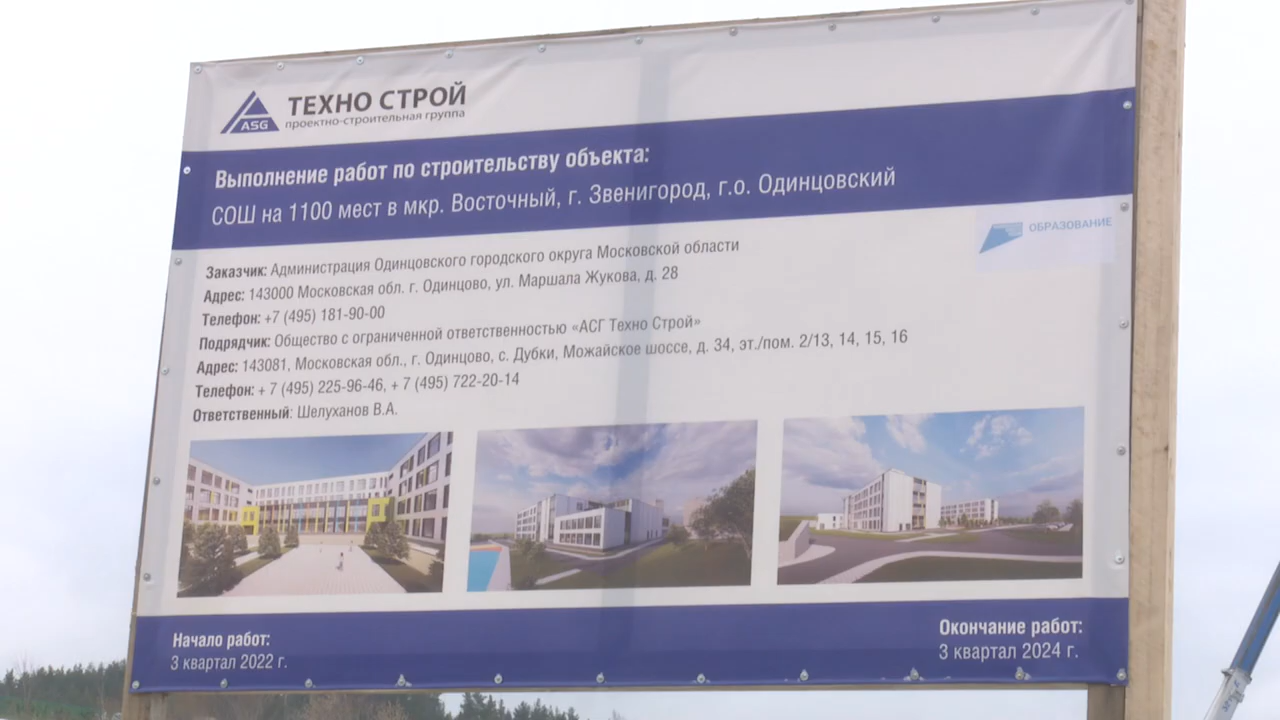 ASG
ТЕХНО СТРОЙ
проектно-строительная группа
Выполнение работ по строительству объекта:
СОШ на 1100 мест в мкр. Восточный, г. Звенигород, г.о. Одинцовский
ОБРАЗОВАНИЕ
Заказчик: Администрация Одинцовского городского округа Московской области
Адрес: 143000 Московская обл. г. Одинцово, ул. Маршала Жукова, д. 28
Телефон: +7 (495) 181-90-00
Подрядчик: Общество с ограниченной ответственностью «АСГ Техно Строй»
Адрес: 143081, Московская обл., г. Одинцово, с. Дубки, Можайское шоссе, д. 34, эт./пом. 2/13, 14, 15, 16
Телефон: + 7 (495) 225-96-46, + 7 (495) 722-20-14
Ответственный: Шелуханов В.А.
Начало работ:
3 квартал 2022 г.
Окончание работ:
3 квартал 2024 г.